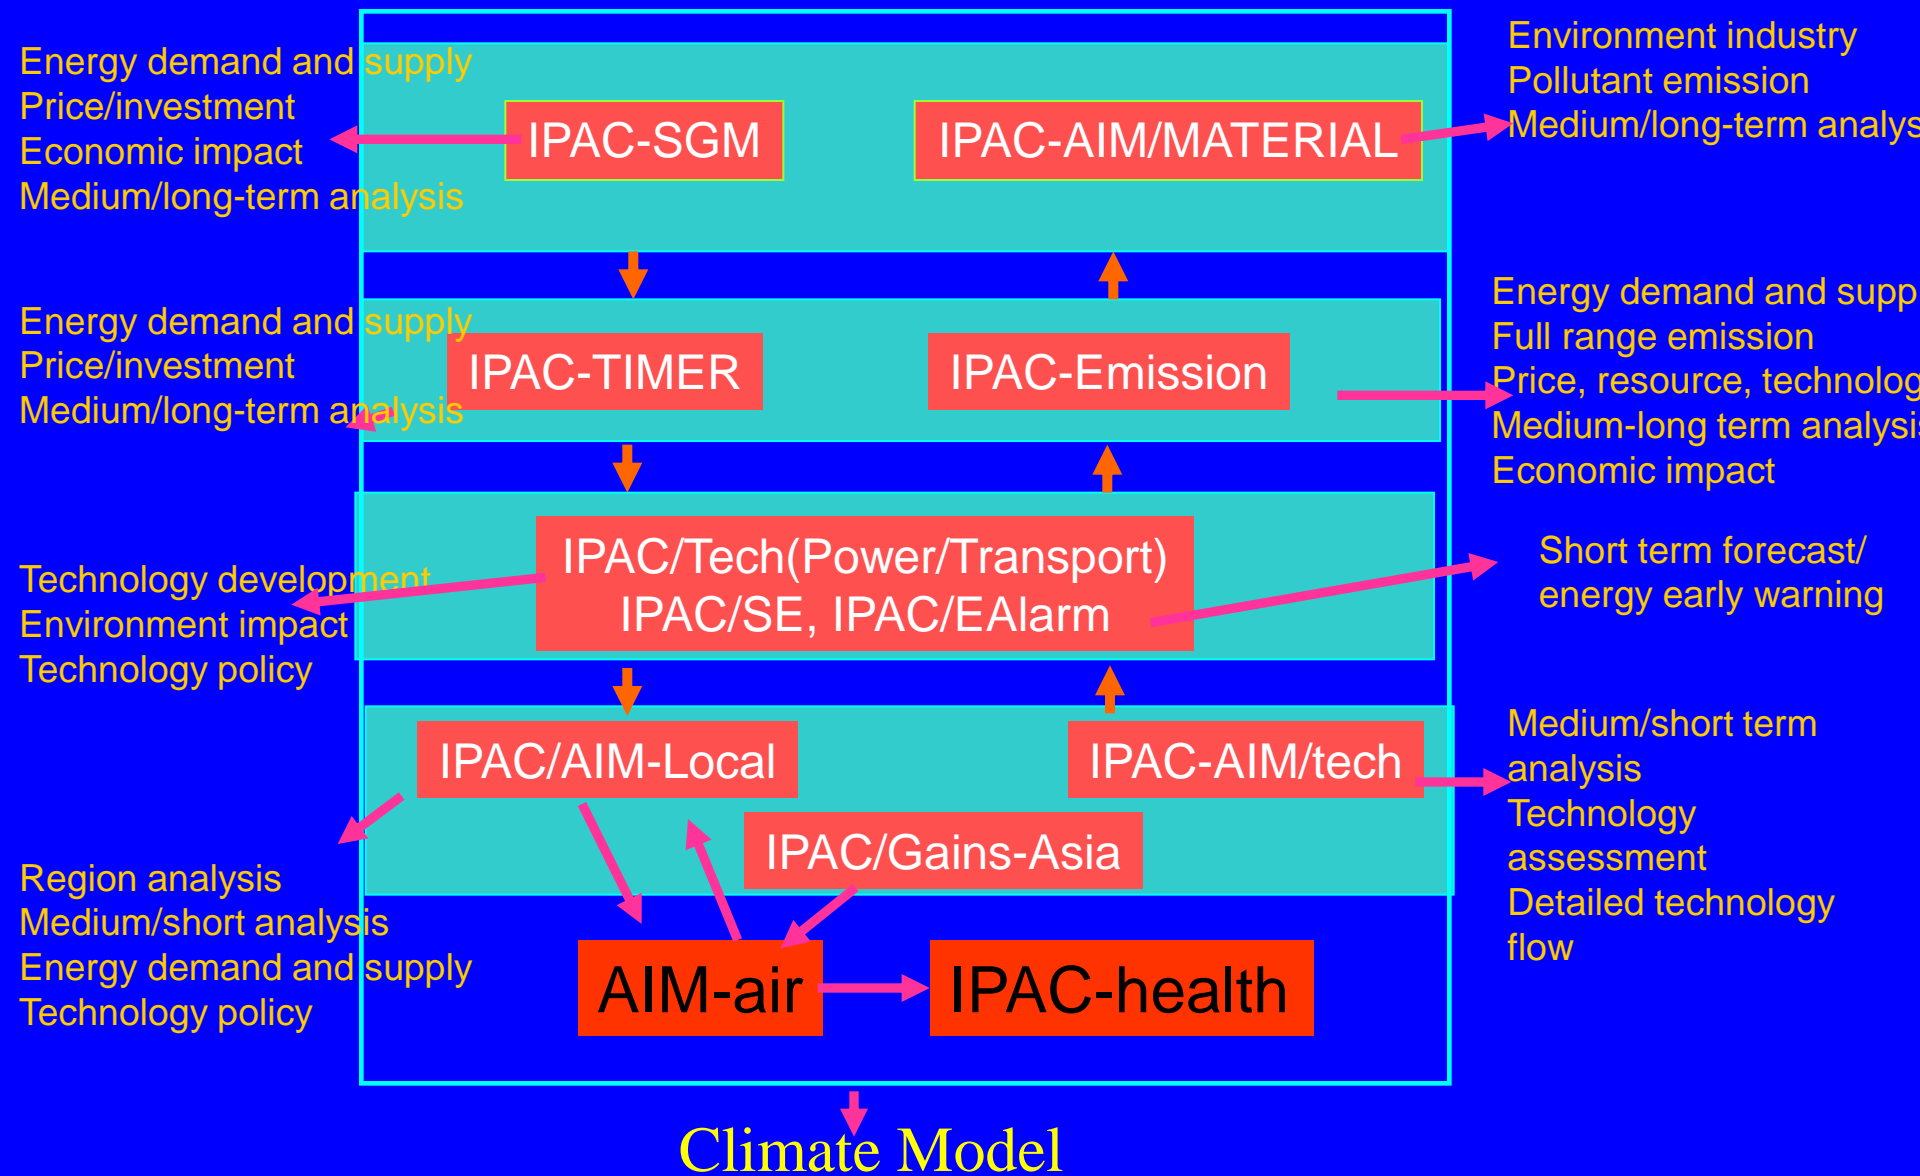 Energy demand and supply
Price/investment
Economic impact
Medium/long-term analysis
IPAC-SGM
IPAC-AIM/MATERIAL
Environment industry
Pollutant emission
Medium/long-term analys
Energy demand and supply
Price/investment
Medium/long-term analysis
IPAC-TIMER
IPAC-Emission
Energy demand and supp
Full range emission
Price, resource, technolog
Medium-long term analysis
Economic impact
Technology development
Environment impact
Technology policy
IPAC/Tech(Power/Transport)
IPAC/SE, IPAC/EAlarm
Short term forecast/
energy early warning
IPAC/AIM-Local
IPAC-AIM/tech
IPAC/Gains-Asia
Medium/short term
analysis
Technology
assessment
Detailed technology
flow
Region analysis
Medium/short analysis
Energy demand and supply
Technology policy
AIM-air
IPAC-health
Climate Model